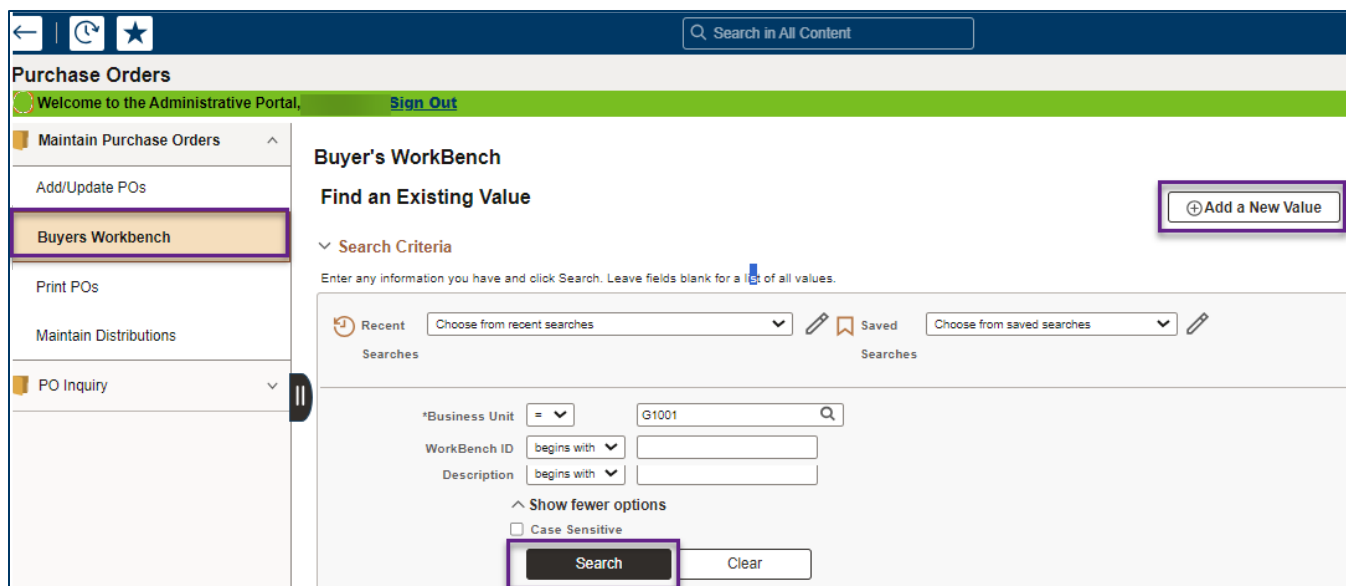 Search in All Content
Purchase Orders
Welcome to the Administrative Portal, Sign Out
Maintain Purchase Orders
Add/Update POs
Buyers Workbench
Print POs
Maintain Distributions
PO Inquiry
Buyer's WorkBench
Find an Existing Value
Add a New Value
Search Criteria
Enter any information you have and click Search. Leave fields blank for a list of all values.
Recent Searches Choose from recent searches Saved Searches Choose from saved searches
*Business Unit = G1001
WorkBench ID begins with
Description begins with
Show fewer options
Case Sensitive
Search Clear